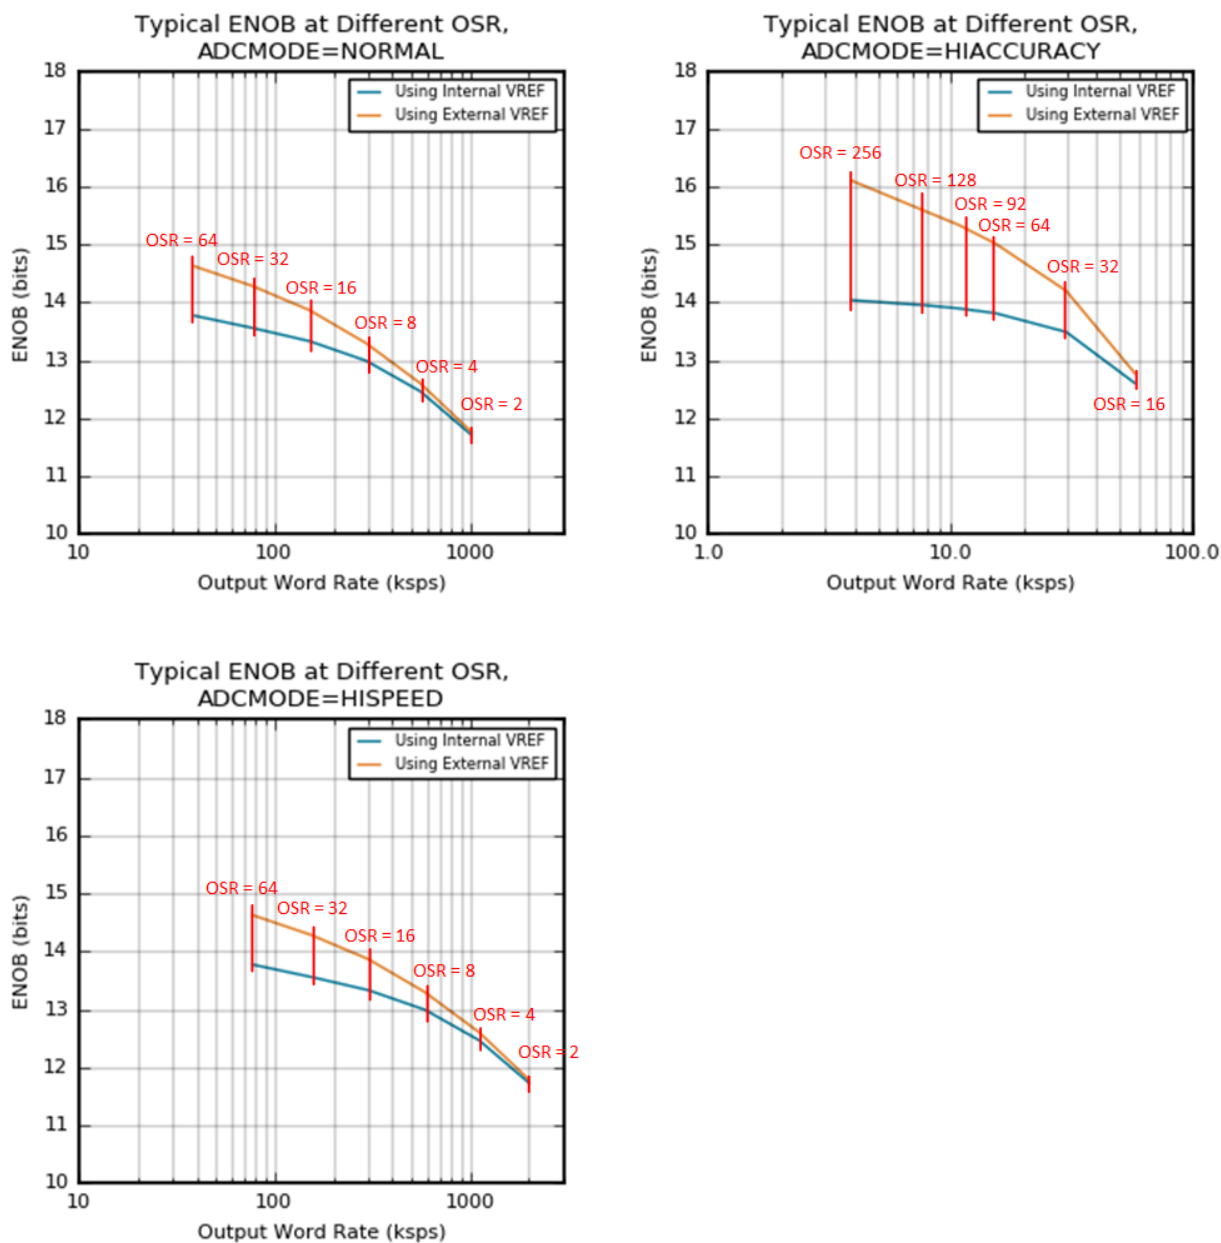 Typical ENOB at Different OSR,
ADCMODE=NORMAL
18
17
16
15
14
13
12
11
10
ENOB (bits)
Using Internal VREF
Using External VREF
OSR = 64
OSR = 32
OSR = 16
OSR = 8
OSR = 4
OSR = 2
10
100
1000
Output Word Rate (ksps)
Typical ENOB at Different OSR,
ADCMODE=HIACCURACY
18
17
16
15
14
13
12
11
10
ENOB (bits)
Using Internal VREF
Using External VREF
OSR = 256
OSR = 128
OSR = 92
OSR = 64
OSR = 32
OSR = 16
1.0
10.0
100.0
Output Word Rate (ksps)
Typical ENOB at Different OSR,
ADCMODE=HISPEED
18
17
16
15
14
13
12
11
10
ENOB (bits)
Using Internal VREF
Using External VREF
OSR = 64
OSR = 32
OSR = 16
OSR = 8
OSR = 4
OSR = 2
10
100
1000
Output Word Rate (ksps)